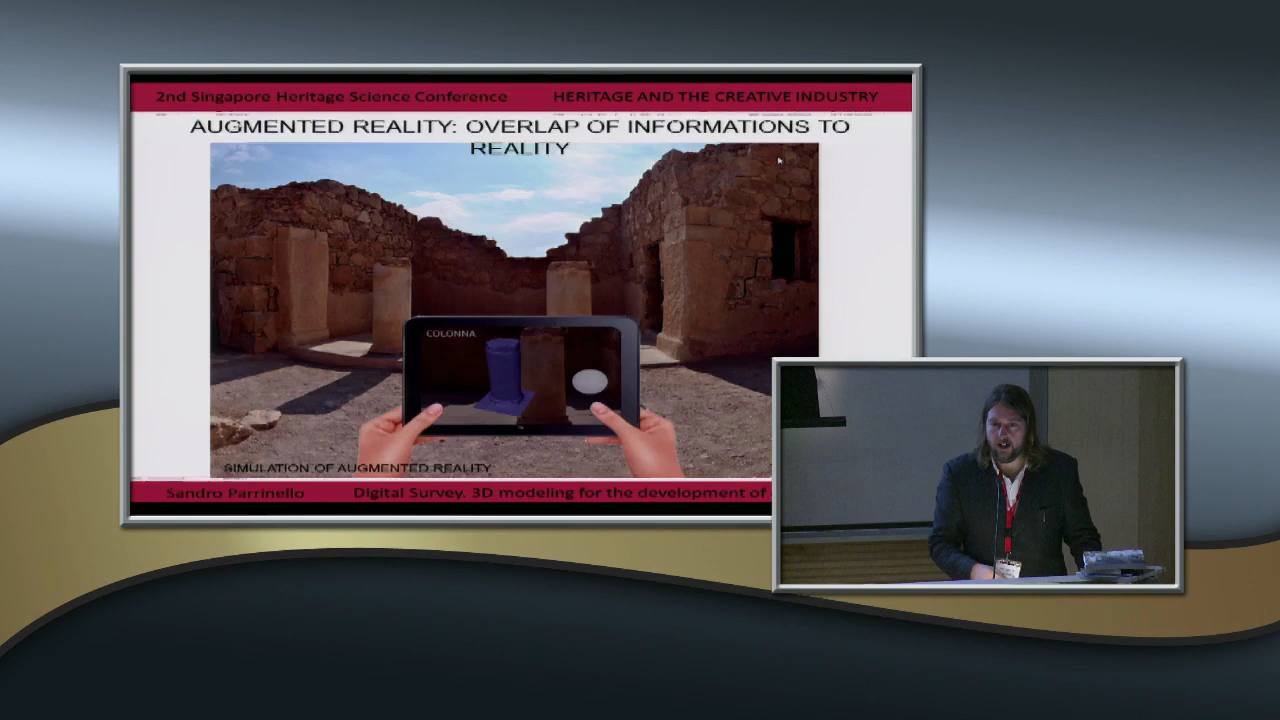 2nd Singapore Heritage Science Conference HERITAGE AND THE CREATIVE INDUSTRY
AUGMENTED REALITY: OVERLAP OF INFORMATIONS TO
REALITY
COLONNA
SIMULATION OF AUGMENTED REALITY
Sandro Parrinello Digital Survey. 3D modeling for the development of